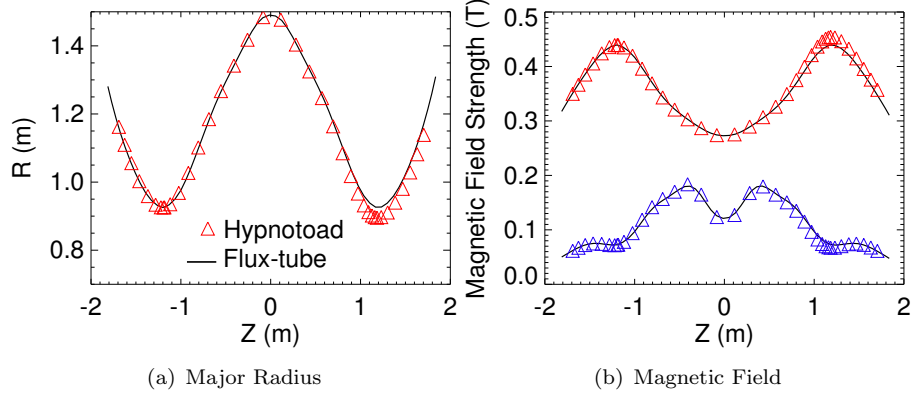 1.4
1.2
1.0
0.8
R (m)
Hypnotoad
Flux-tube
-2 -1 0 1 2
Z (m)
(a) Major Radius
0.5
0.4
0.3
0.2
0.1
0.0
Magnetic Field Strength (T)
-2 -1 0 1 2
Z (m)
(b) Magnetic Field